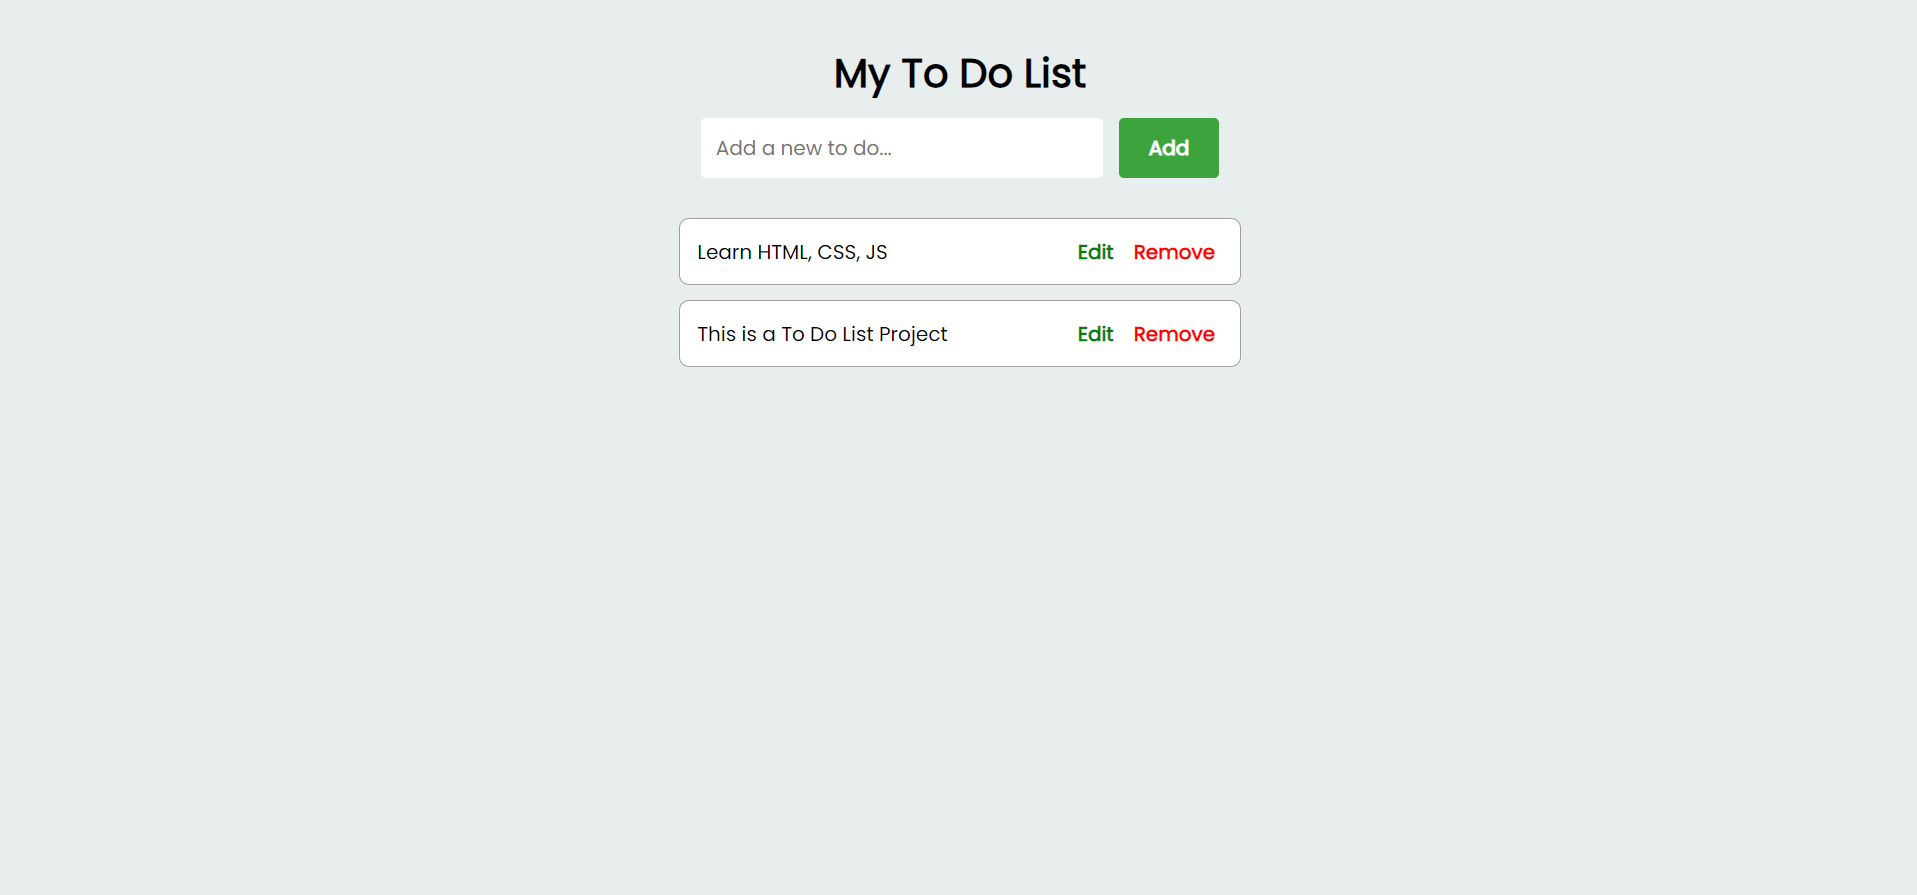 My To Do List
Add a new to do...
Add
Learn HTML, CSS, JS
Edit
Remove
This is a To Do List Project
Edit
Remove